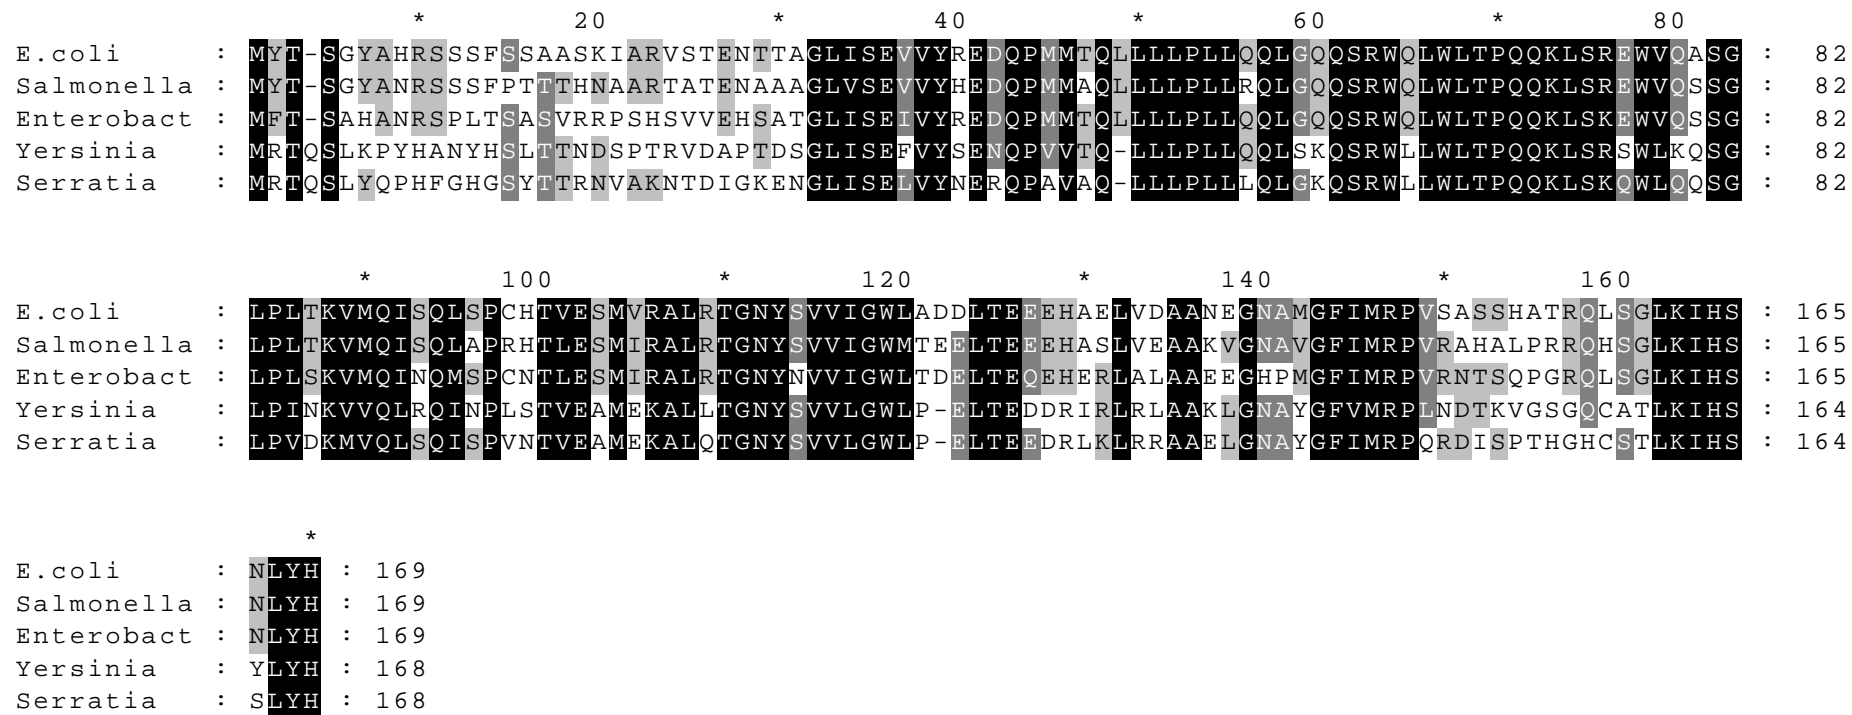 * 20 * 40 * 60 * 80
E.coli : MYT-SGYAHRSSSFSSAASKIARVSTENTTAGLISEVVYREDQPMMTQLLLLPLLQQLGQQSRWQLWLTPQQKLSREWVQASG : 82
Salmonella : MYT-SGYANRSSSFPTTTHNAARTATENAAAGLVSEVVYHEDQPMMAQLLLLPLLRQLGQQSRWQLWLTPQQKLSREWVQSSG : 82
Enterobact : MFT-SAHANRSPLTSASVRRPSHSVVEHSATGLISEIVYREDQPMMTQLLLLPLLQQLGQQSRWQLWLTPQQKLSKEWVQSSG : 82
Yersinia : MRTQSLKPYHANYHSLTTNDSPTRVDAPTDSGLISEFVYSENQPVVTQ-LLLPLLQQLSKQSRWLLWLTPQQKLSRSWLKQSG : 82
Serratia : MRTQSLYQPHFGHGSYTTRNVAKNTDIGKENGLISELVYNERQPAVAQ-LLLPLLLQLGKQSRWLLWLTPQQKLSKQWLQQSG : 82
* 100 * 120 * 140 * 160
E.coli : LPLTKVMQISQLSPCHTVESMVRALRTGNYSVVIGWLADDLTEEEHAELVDAANEGNAMGFIMRPVSASSHATRQLSGLKIHS : 165
Salmonella : LPLTKVMQISQLAPRHTLESMIRALRTGNYSVVIGWMTEELTEEEHASLVEAAKVGNAVGFIMRPVRAHALPRRQHSGLKIHS : 165
Enterobact : LPLSKVMQINQMSPCNTLESMIRALRTGNYNVVIGWLTDELTEQEHERLALAAEEGHPMGFIMRPVRNTSQPGRQLSGLKIHS : 165
Yersinia : LPINKVVQLRQINPLSTVEAMEKALLTGNYSVVLGWLP-ELTEDDRIRLRLAAKLGNAYGFVMRPLNDTKVGSGQCATLKIHS : 164
Serratia : LPVDKMVQLSQISPVNTVEAMEKALQTGNYSVVLGWLP-ELTEEDRLKLRRAAELGNAYGFIMRPQRDISPTHGHCSTLKIHS : 164
*
E.coli : NLYH : 169
Salmonella : NLYH : 169
Enterobact : NLYH : 169
Yersinia : YLYH : 168
Serratia : SLYH : 168